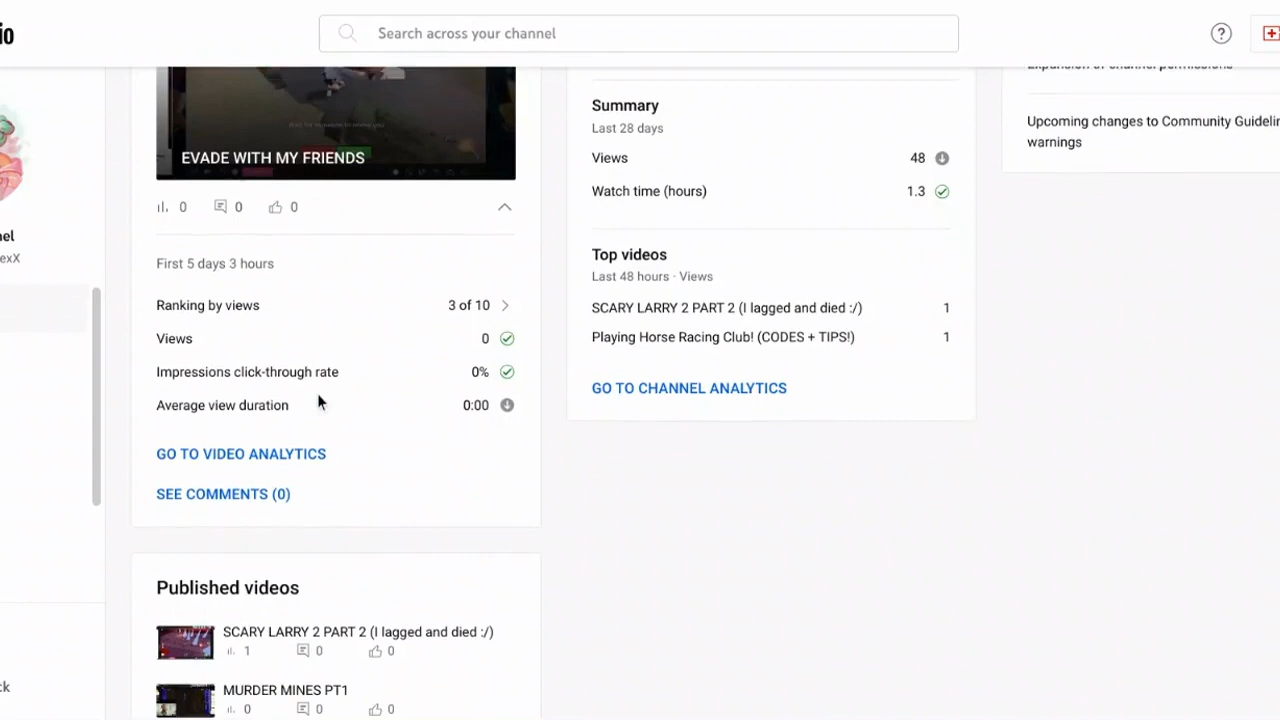 io
Search across your channel
?
nel
exX
ck
EVADE WITH MY FRIENDS
0
0
0
First 5 days 3 hours
Ranking by views 3 of 10
Views 0
Impressions click-through rate 0%
Average view duration 0:00
GO TO VIDEO ANALYTICS
SEE COMMENTS (0)
Published videos
SCARY LARRY 2 PART 2 (I lagged and died :/)
1 0 0
MURDER MINES PT1
0 0 0
Summary
Last 28 days
Views 48
Watch time (hours) 1.3
Top videos
Last 48 hours · Views
SCARY LARRY 2 PART 2 (I lagged and died :/) 1
Playing Horse Racing Club! (CODES + TIPS!) 1
GO TO CHANNEL ANALYTICS
Expansion of channel permissions
Upcoming changes to Community Guidelin
warnings